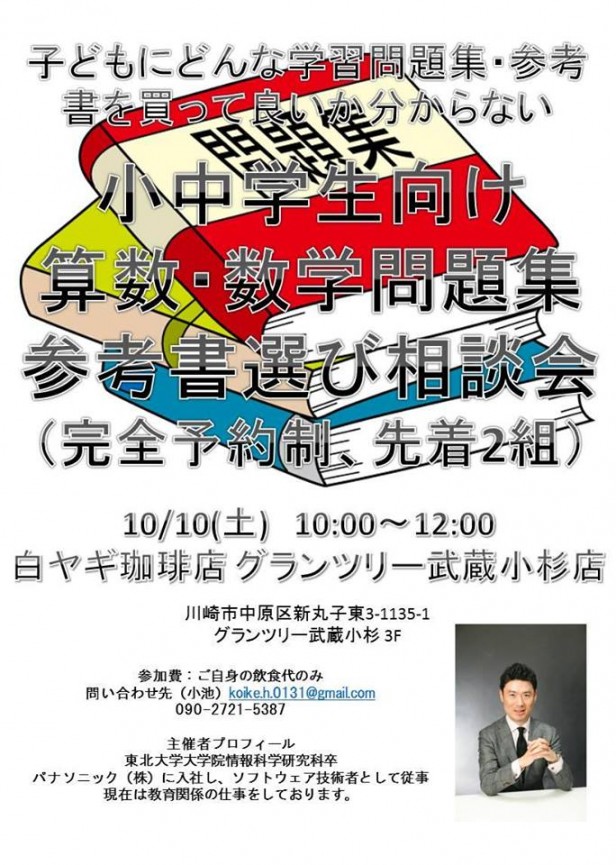 子どもにどんな学習問題集・参考
書を買って良いか分からない
問題集
小中学生向け
算数・数学問題集
参考書選び相談会
（完全予約制、先着2組）
10/10(土)　10:00～12:00
白ヤギ珈琲店 グランツリー武蔵小杉店
川崎市中原区新丸子東3-1135-1
グランツリー武蔵小杉 3F
参加費：ご自身の飲食代のみ
問い合わせ先（小池）koike.h.0131@gmail.com
090-2721-5387
主催者プロフィール
東北大学大学院情報科学研究科卒
パナソニック（株）に入社し、ソフトウェア技術者として従事
現在は教育関係の仕事をしております。